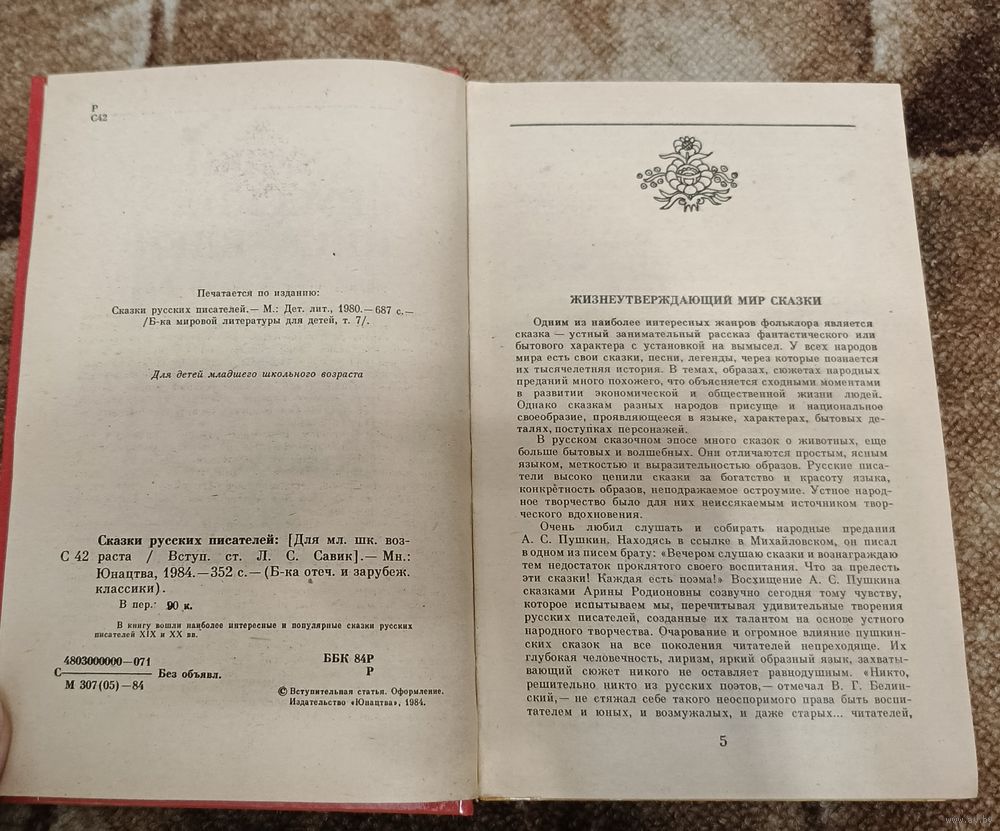 Р
С42
Печатается по изданию:
Сказки русских писателей.— М.: Дет. лит., 1980.— 687 с.—
/Б-ка мировой литературы для детей, т. 7/.
Для детей младшего школьного возраста
Сказки русских писателей: [Для мл. шк. воз-
С 42 раста / Вступ. ст. Л. С. Савик].— Мн.:
Юнацтва, 1984.—352 с.— (Б-ка отеч. и зарубеж.
классики).
В пер.: 90 к.
В книгу вошли наиболее интересные и популярные сказки русских
писателей XIX и XX вв.
4803000000—071
С Без объявл.
М 307(05)—84
ББК 84Р
Р
© Вступительная статья. Оформление.
Издательство «Юнацтва», 1984.
ЖИЗНЕУТВЕРЖДАЮЩИЙ МИР СКАЗКИ
Одним из наиболее интересных жанров фольклора является
сказка — устный занимательный рассказ фантастического или
бытового характера с установкой на вымысел. У всех народов
мира есть свои сказки, песни, легенды, через которые познается
их тысячелетняя история. В темах, образах, сюжетах народных
преданий много похожего, что объясняется сходными моментами
в развитии экономической и общественной жизни людей.
Однако сказкам разных народов присуще и национальное
своеобразие, проявляющееся в языке, характерах, бытовых де-
талях, поступках персонажей.
В русском сказочном эпосе много сказок о животных, еще
больше бытовых и волшебных. Они отличаются простым, ясным
языком, меткостью и выразительностью образов. Русские писа-
тели высоко ценили сказки за богатство и красоту языка,
конкретность образов, неподражаемое остроумие. Устное народ-
ное творчество было для них неиссякаемым источником твор-
ческого вдохновения.
Очень любил слушать и собирать народные предания
А. С. Пушкин. Находясь в ссылке в Михайловском, он писал
в одном из писем брату: «Вечером слушаю сказки и вознаграждаю
тем недостаток проклятого своего воспитания. Что за прелесть
эти сказки! Каждая есть поэма!» Восхищение А. С. Пушкина
сказками Арины Родионовны созвучно сегодня тому чувству,
которое испытываем мы, перечитывая удивительные творения
русских писателей, созданные их талантом на основе устного
народного творчества. Очарование и огромное влияние пушкин-
ских сказок на все поколения читателей непреходяще. Их
глубокая человечность, лиризм, яркий образный язык, захваты-
вающий сюжет никого не оставляет равнодушным. «Никто,
решительно никто из русских поэтов,— отмечал В. Г. Белин-
ский,— не стяжал себе такого неоспоримого права быть воспи-
тателем и юных, и возмужалых, и даже старых... читателей,
5
www.ay.by